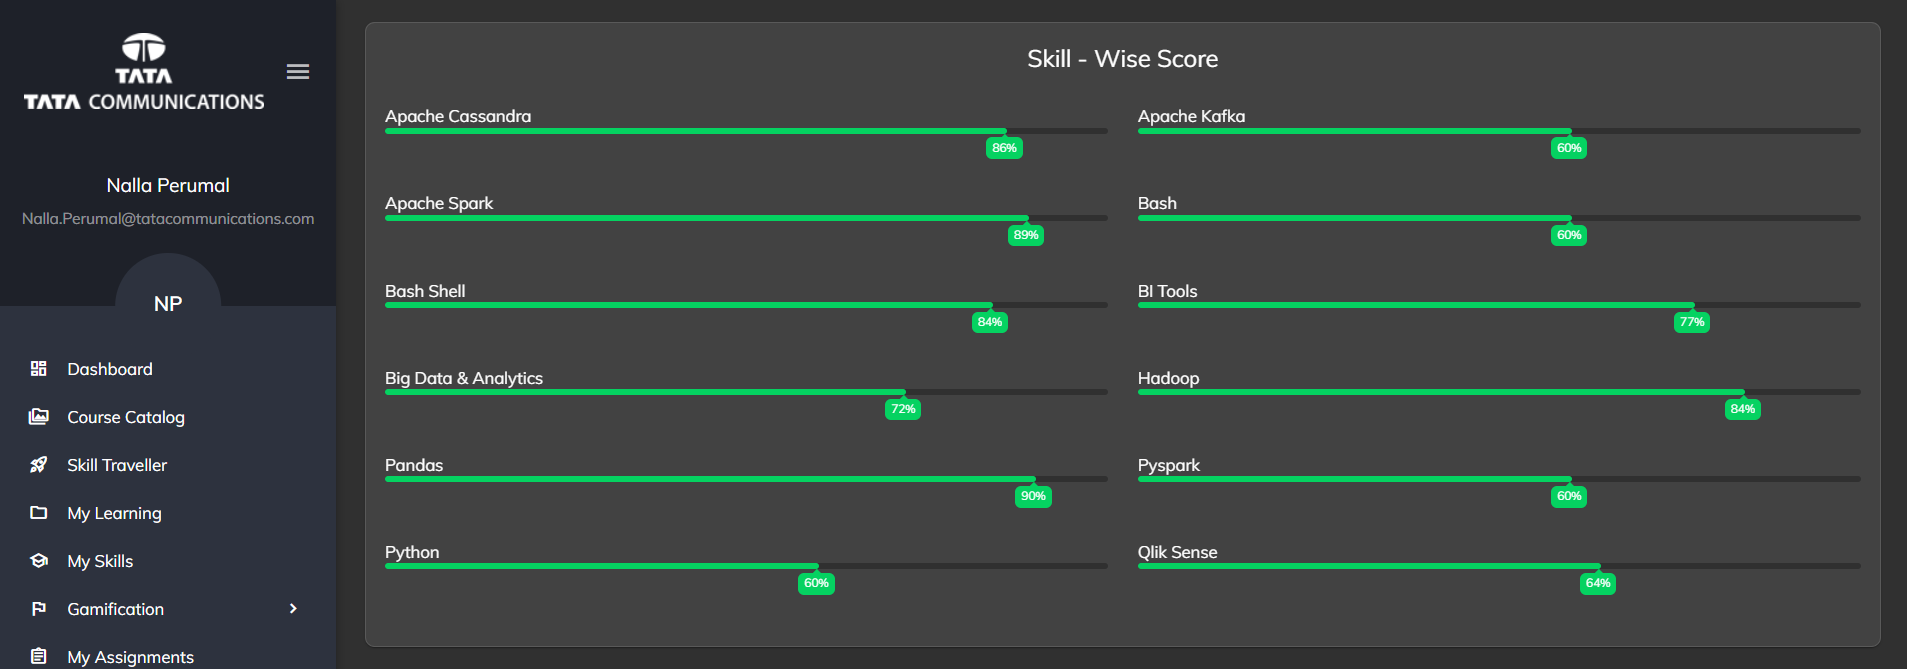 TATA
TATA COMMUNICATIONS
Nalla Perumal
Nalla.Perumal@tatacommunications.com
NP
Dashboard
Course Catalog
Skill Traveller
My Learning
My Skills
Gamification
My Assignments
Skill - Wise Score
Apache Cassandra
86%
Apache Kafka
60%
Apache Spark
89%
Bash
60%
Bash Shell
84%
BI Tools
77%
Big Data & Analytics
72%
Hadoop
84%
Pandas
90%
Pyspark
60%
Python
60%
Qlik Sense
64%